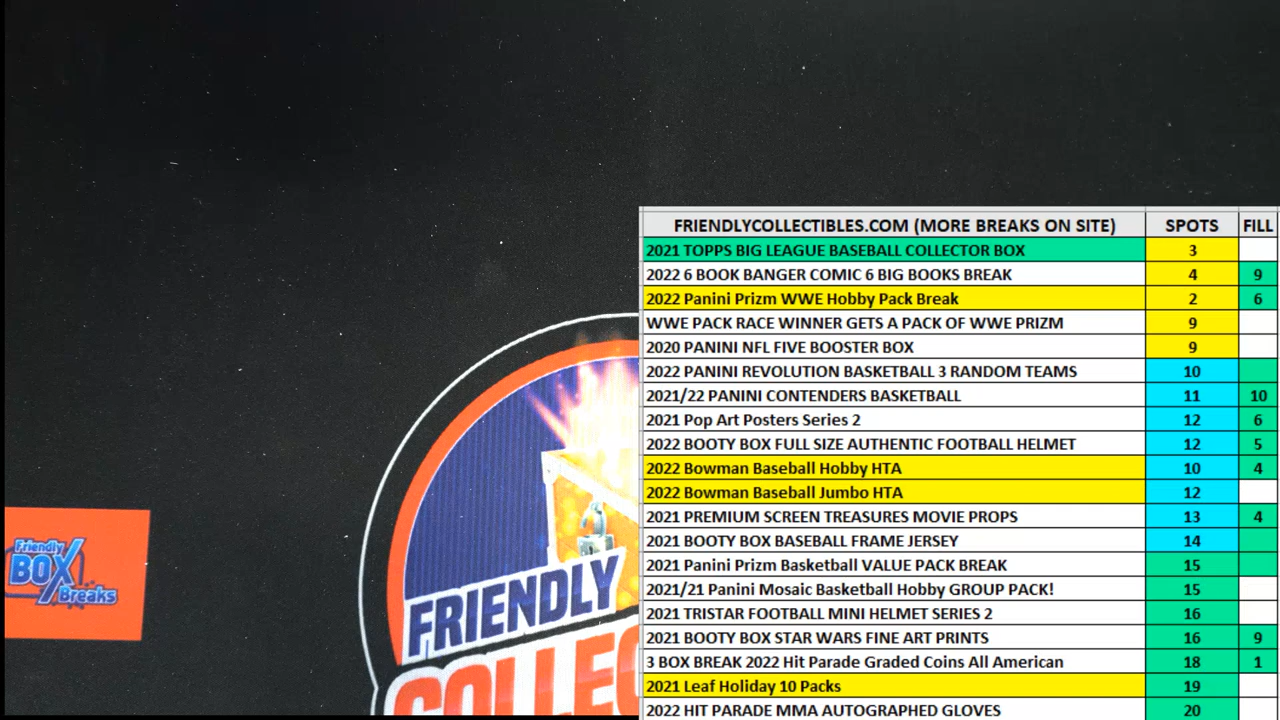 FRIENDLYCOLLECTIBLES.COM (MORE BREAKS ON SITE) SPOTS FILL
2021 TOPPS BIG LEAGUE BASEBALL COLLECTOR BOX 3
2022 6 BOOK BANGER COMIC 6 BIG BOOKS BREAK 4 9
2022 Panini Prizm WWE Hobby Pack Break 2 6
WWE PACK RACE WINNER GETS A PACK OF WWE PRIZM 9
2020 PANINI NFL FIVE BOOSTER BOX 9
2022 PANINI REVOLUTION BASKETBALL 3 RANDOM TEAMS 10
2021/22 PANINI CONTENDERS BASKETBALL 11 10
2021 Pop Art Posters Series 2 12 6
2022 BOOTY BOX FULL SIZE AUTHENTIC FOOTBALL HELMET 12 5
2022 Bowman Baseball Hobby HTA 10 4
2022 Bowman Baseball Jumbo HTA 12
2021 PREMIUM SCREEN TREASURES MOVIE PROPS 13 4
2021 BOOTY BOX BASEBALL FRAME JERSEY 14
2021 Panini Prizm Basketball VALUE PACK BREAK 15
2021/21 Panini Mosaic Basketball Hobby GROUP PACK! 15
2021 TRISTAR FOOTBALL MINI HELMET SERIES 2 16
2021 BOOTY BOX STAR WARS FINE ART PRINTS 16 9
3 BOX BREAK 2022 Hit Parade Graded Coins All American 18 1
2021 Leaf Holiday 10 Packs 19
2022 HIT PARADE MMA AUTOGRAPHED GLOVES 20
Friendly
BOX
Breaks
FRIENDLY
COLLEC